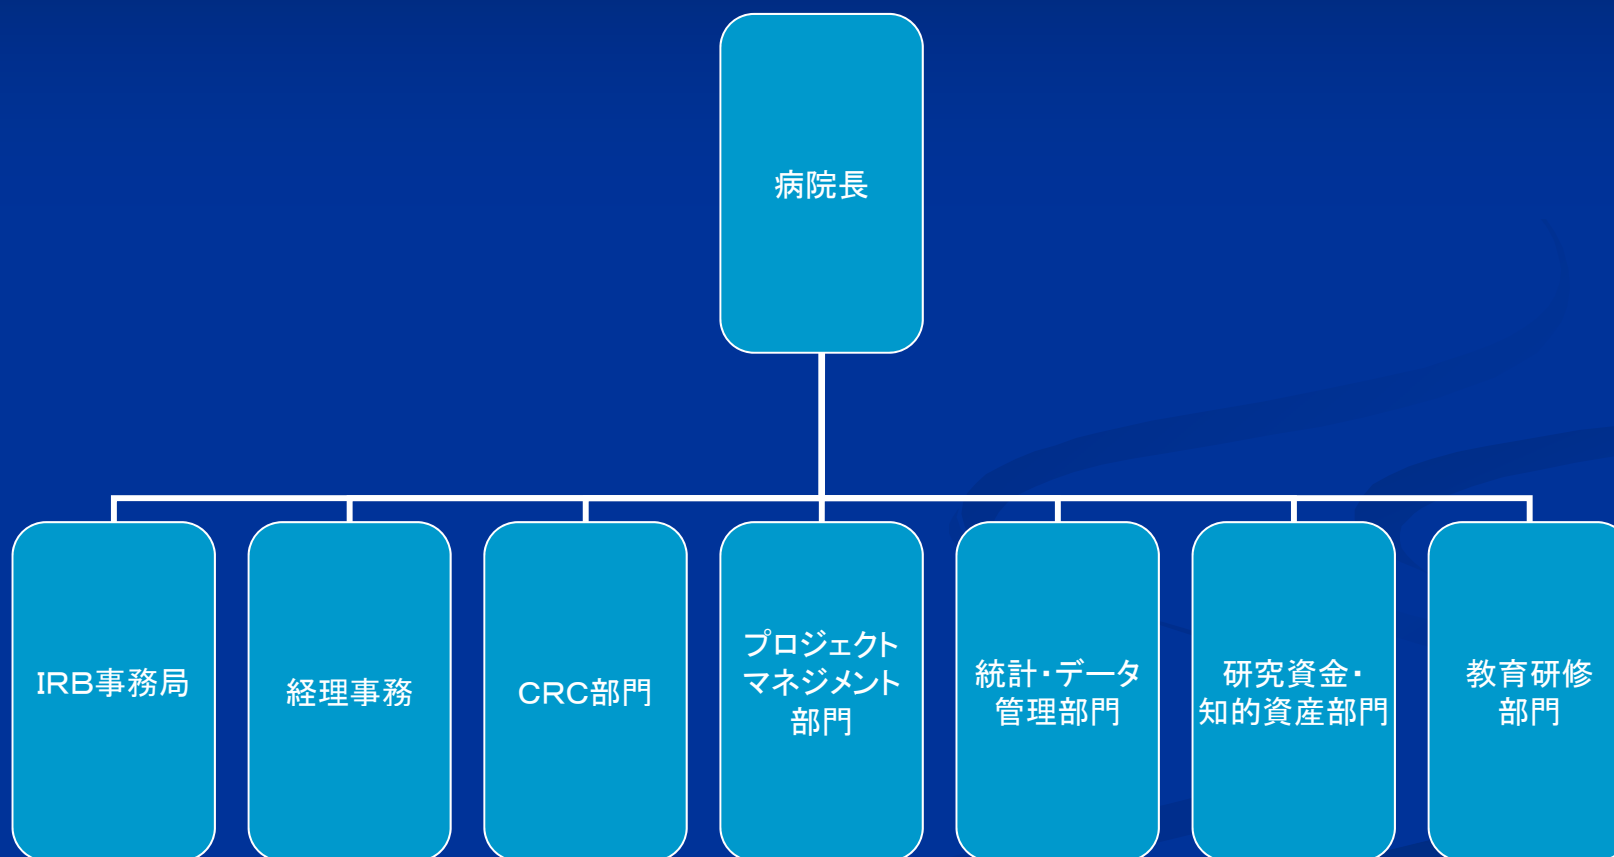 病院長
IRB事務局
経理事務
CRC部門
プロジェクト
マネジメント
部門
統計・データ
管理部門
研究資金・
知的資産部門
教育研修
部門